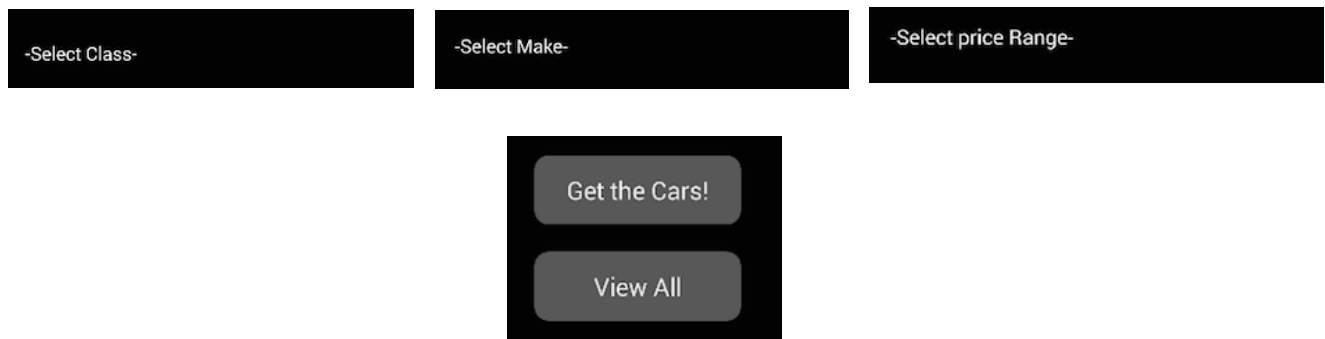 -Select Class-
-Select Make-
-Select price Range-
Get the Cars!
View All